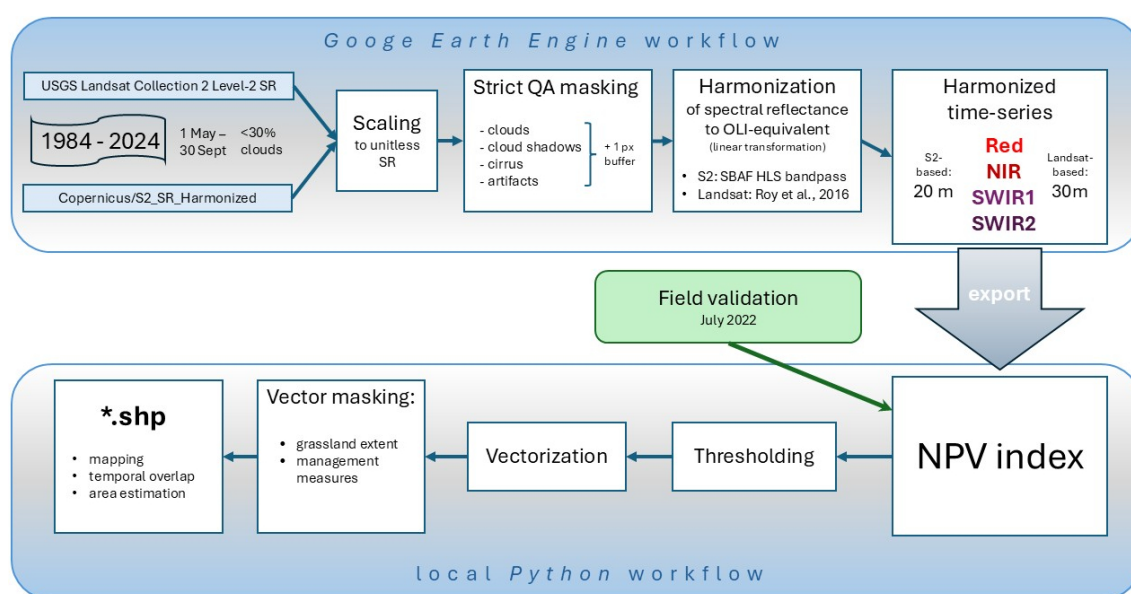 Googe Earth Engine workflow
USGS Landsat Collection 2 Level-2 SR
1984 - 2024
1 May –
30 Sept
<30%
clouds
Copernicus/S2_SR_Harmonized
Scaling
to unitless
SR
Strict QA masking
- clouds
- cloud shadows
- cirrus
- artifacts
+ 1 px
buffer
Harmonization
of spectral reflectance
to OLI-equivalent
(linear transformation)
• S2: SBAF HLS bandpass
• Landsat: Roy et al., 2016
Harmonized
time-series
S2-
based:
20 m
Red
NIR
SWIR1
SWIR2
Landsat-
based:
30m
export
Field validation
July 2022
NPV index
Thresholding
Vectorization
Vector masking:
• grassland extent
• management
measures
*.shp
• mapping
• temporal overlap
• area estimation
local Python workflow